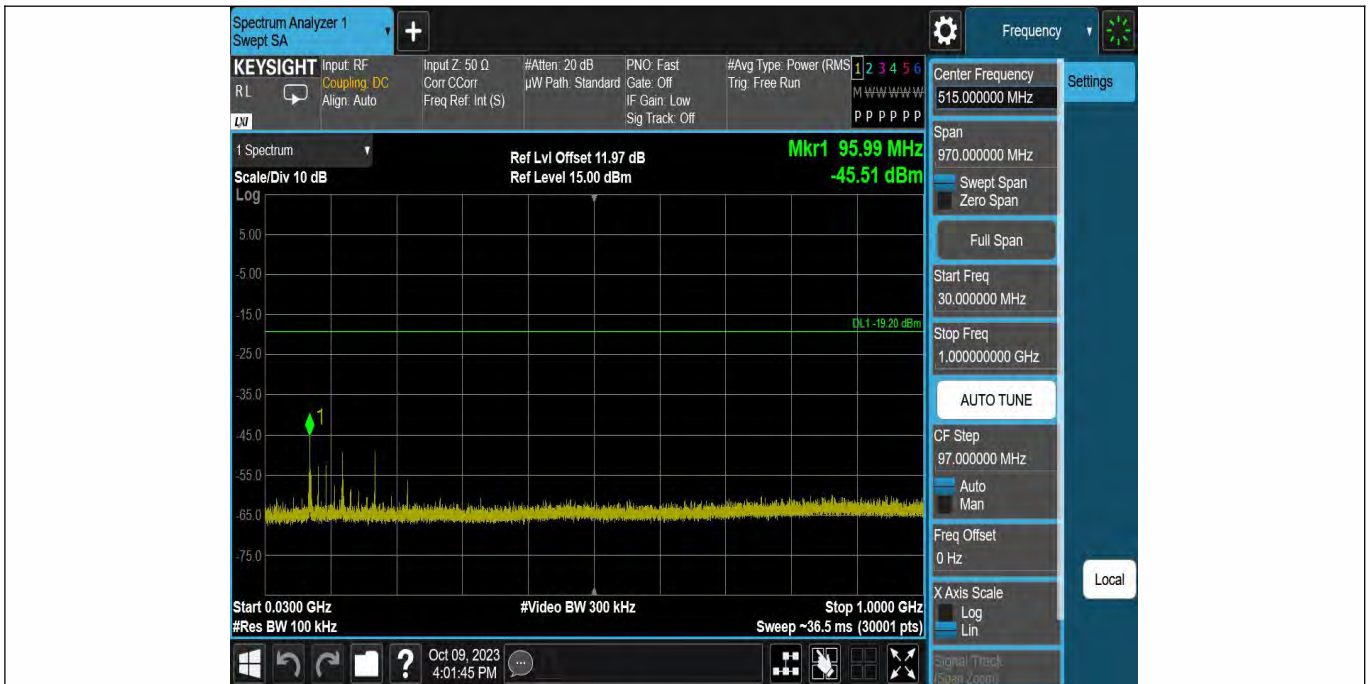 Spectrum Analyzer 1
Swept SA
+
Frequency
KEYSIGHT
RL
LXI
Input: RF
Coupling: DC
Align: Auto
Input Z: 50 Ω
Corr CCorr
Freq Ref: Int (S)
#Atten: 20 dB
µW Path: Standard
PNO: Fast
Gate: Off
IF Gain: Low
Sig Track: Off
#Avg Type: Power (RMS
Trig: Free Run
1 2 3 4 5 6
M W W W W W
P P P P P P
Center Frequency
515.000000 MHz
Settings
1 Spectrum
Scale/Div 10 dB
Log
Ref Lvl Offset 11.97 dB
Ref Level 15.00 dBm
Mkr1 95.99 MHz
-45.51 dBm
Span
970.000000 MHz
Swept Span
Zero Span
Full Span
Start Freq
30.000000 MHz
Stop Freq
1.000000000 GHz
AUTO TUNE
CF Step
97.000000 MHz
Auto
Man
Freq Offset
0 Hz
X Axis Scale
Log
Lin
Signal Track
(Span Zoom)
Local
5.00
-5.00
-15.0
DL1 -19.20 dBm
-25.0
-35.0
1
-45.0
-55.0
-65.0
-75.0
Start 0.0300 GHz
#Video BW 300 kHz
Stop 1.0000 GHz
#Res BW 100 kHz
Sweep ~36.5 ms (30001 pts)
?
Oct 09, 2023
4:01:45 PM